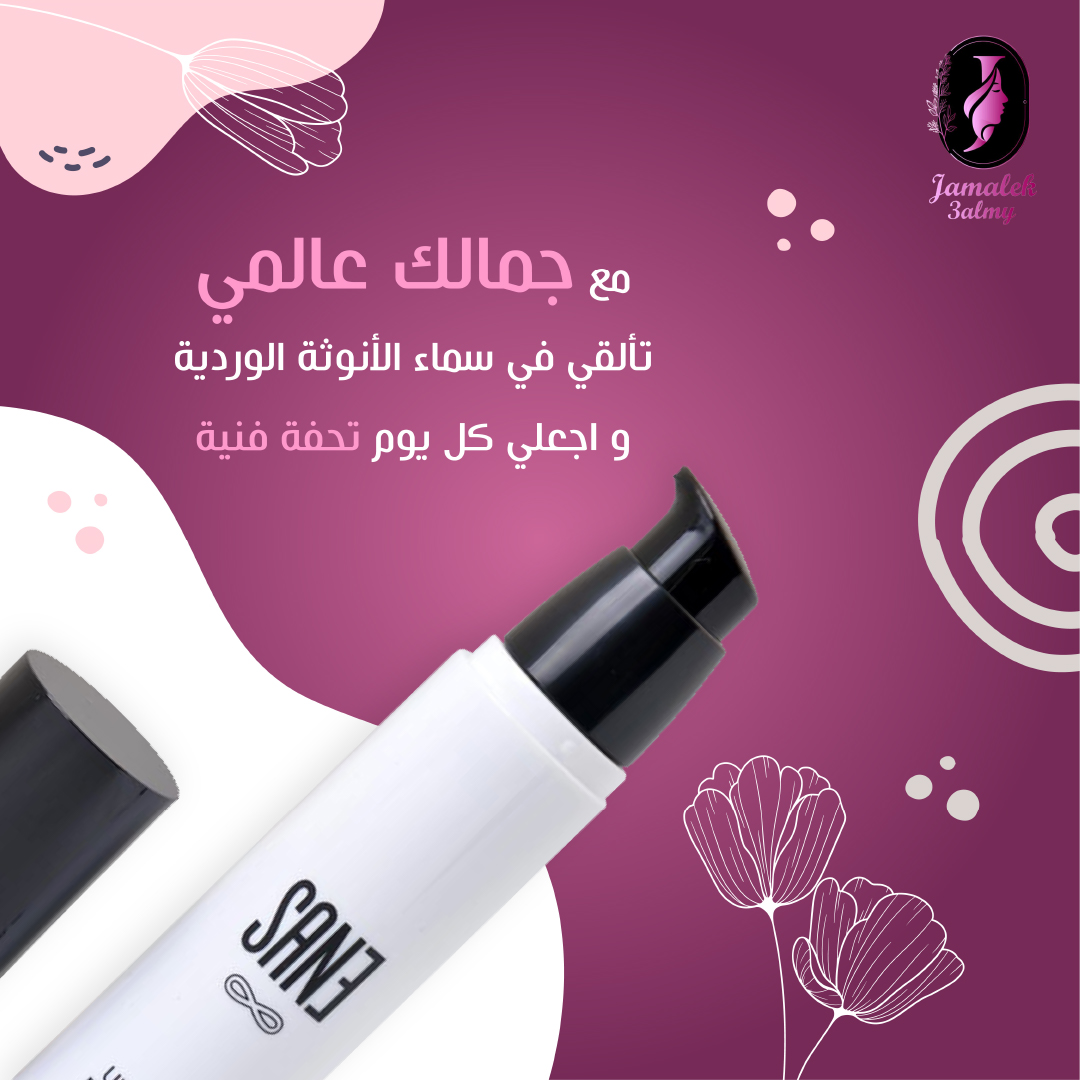 Jamalek
3almy
مع جمالك عالمي
تألقي في سماء الأنوثة الوردية
و اجعلي كل يوم تحفة فنية
SANE